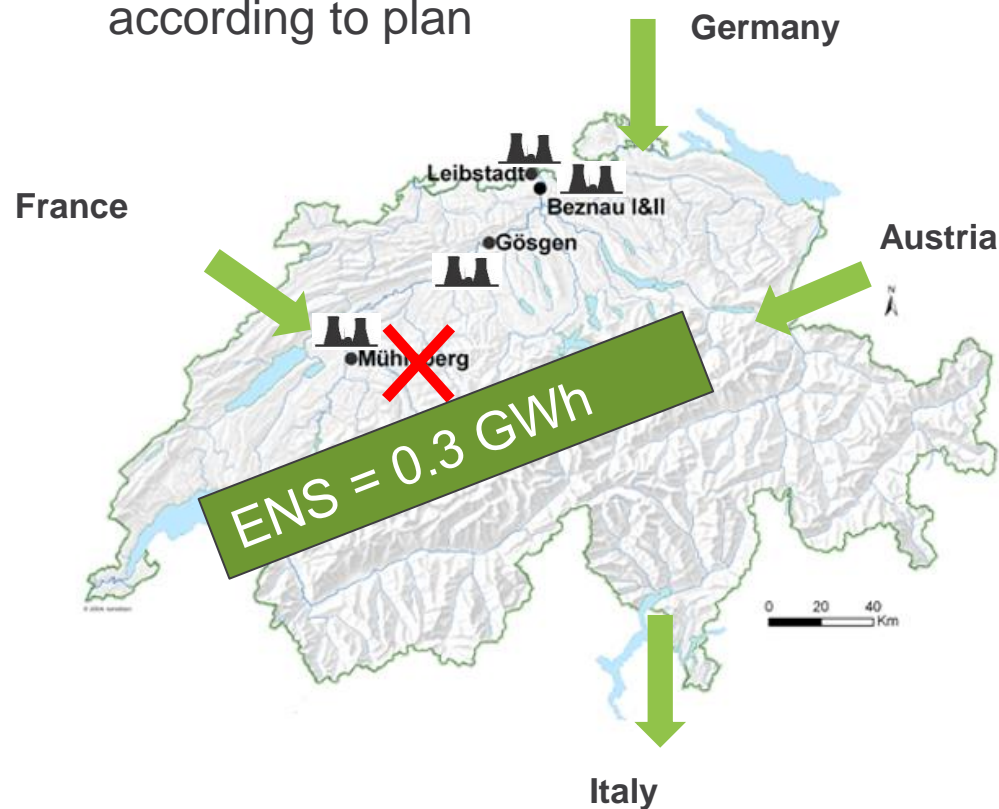 according to plan
Germany
France
Leibstadt
Beznau I&II
Gösgen
Austria
N
ENS = 0.3 GWh
0 20 40
Km
Italy